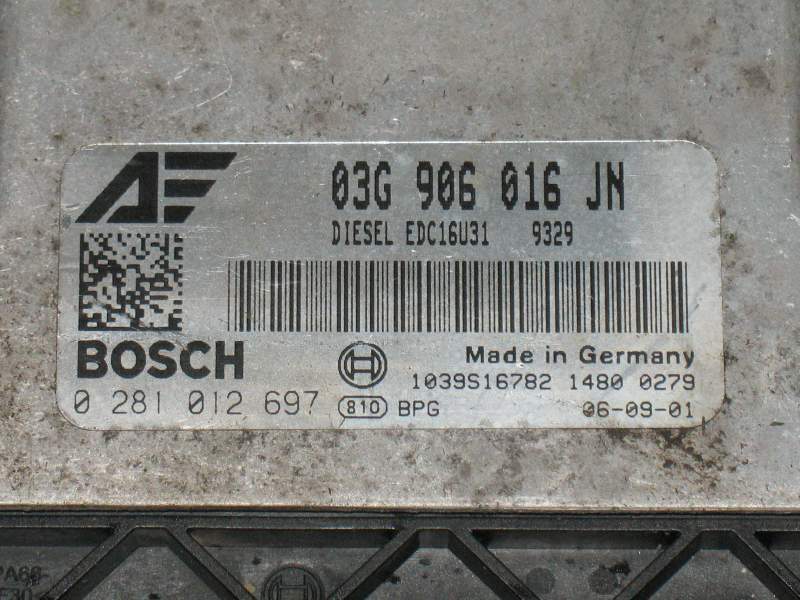 AE
03G 906 016 JN
DIESEL EDC16U31 9329
BOSCH
Made in Germany
1039S16782 1480 0279
0 281 012 697
810 BPG
06-09-01